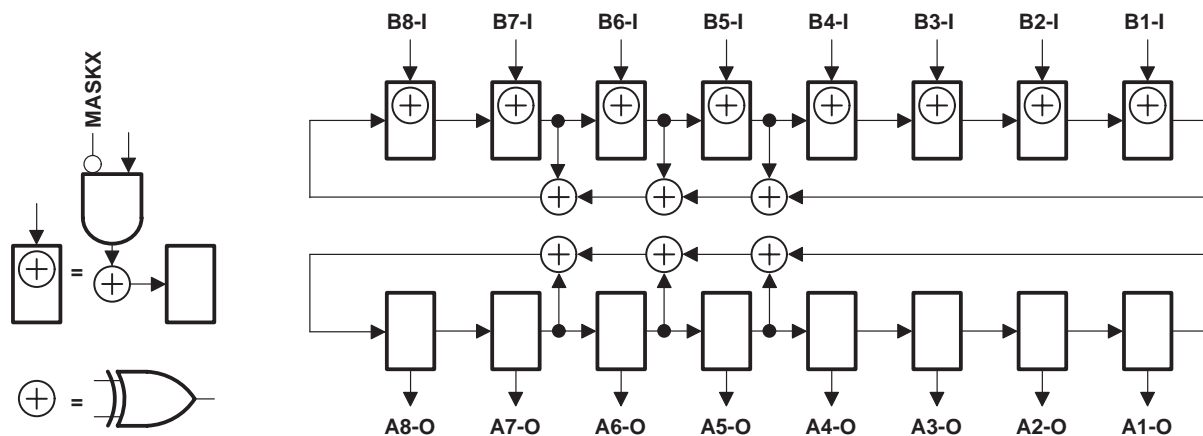 B8-I B7-I B6-I B5-I B4-I B3-I B2-I B1-I
MASKX
=
=
A8-O A7-O A6-O A5-O A4-O A3-O A2-O A1-O